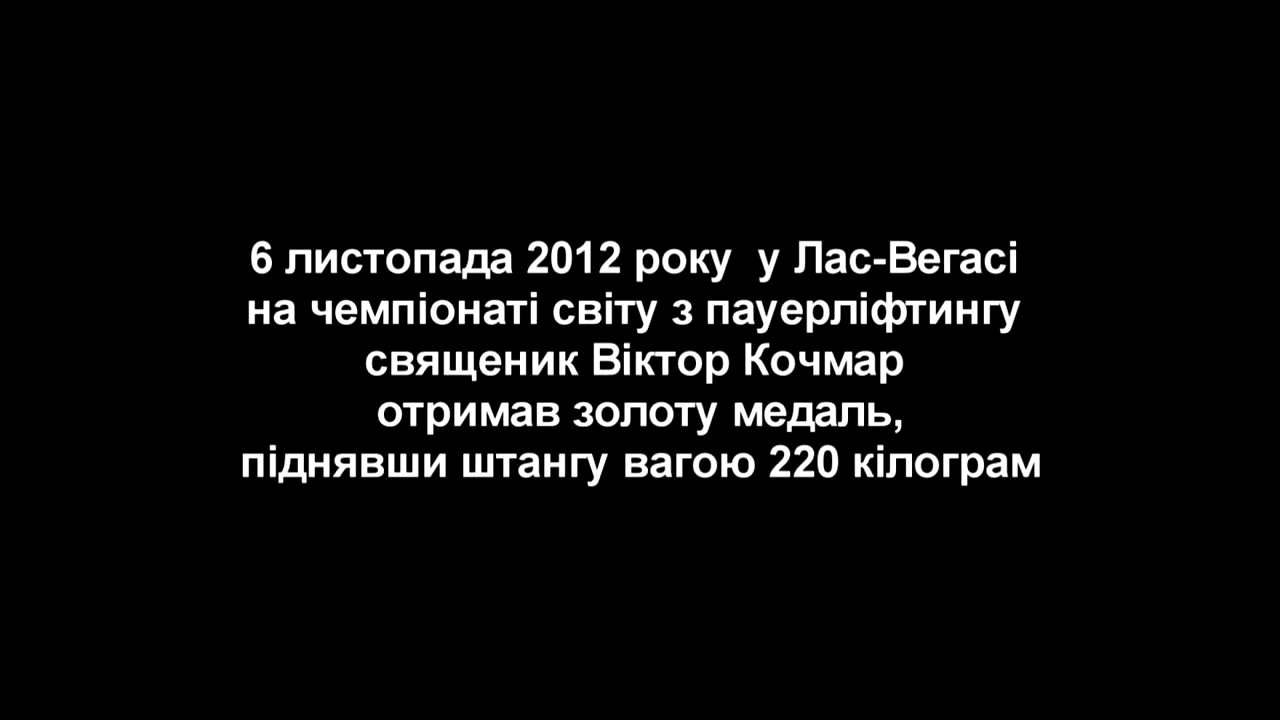 6 листопада 2012 року  у Лас-Вегасі
на чемпіонаті світу з пауерліфтингу
священик Віктор Кочмар
отримав золоту медаль,
піднявши штангу вагою 220 кілограм